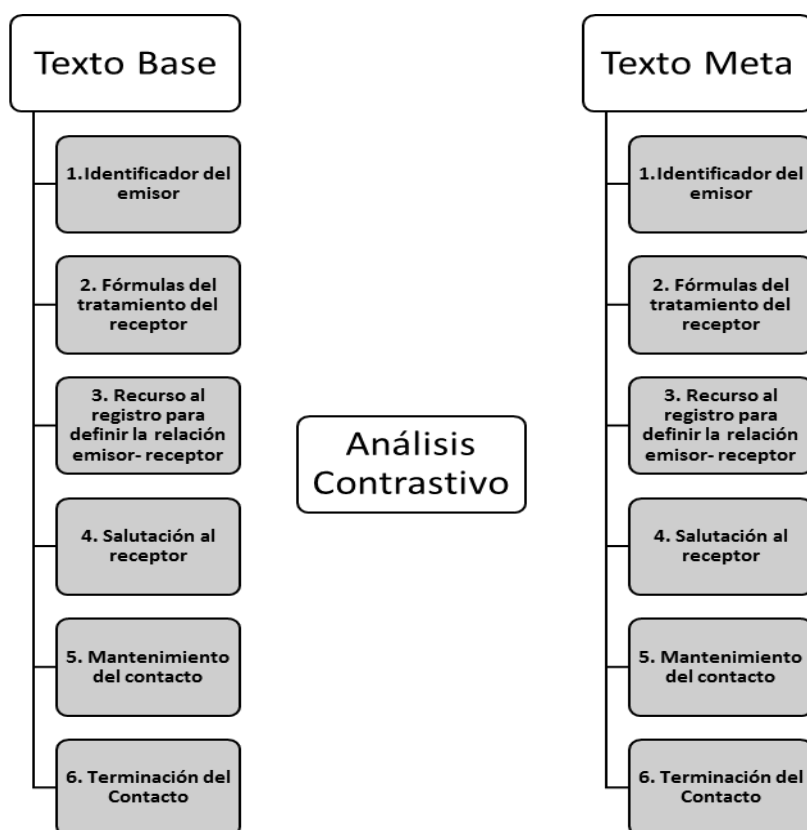 Texto Base
1.Identificador del
emisor
2. Fórmulas del
tratamiento del
receptor
3. Recurso al
registro para
definir la relación
emisor- receptor
4. Salutación al
receptor
5. Mantenimiento
del contacto
6. Terminación del
Contacto
Análisis
Contrastivo
Texto Meta
1.Identificador del
emisor
2. Fórmulas del
tratamiento del
receptor
3. Recurso al
registro para
definir la relación
emisor- receptor
4. Salutación al
receptor
5. Mantenimiento
del contacto
6. Terminación del
Contacto